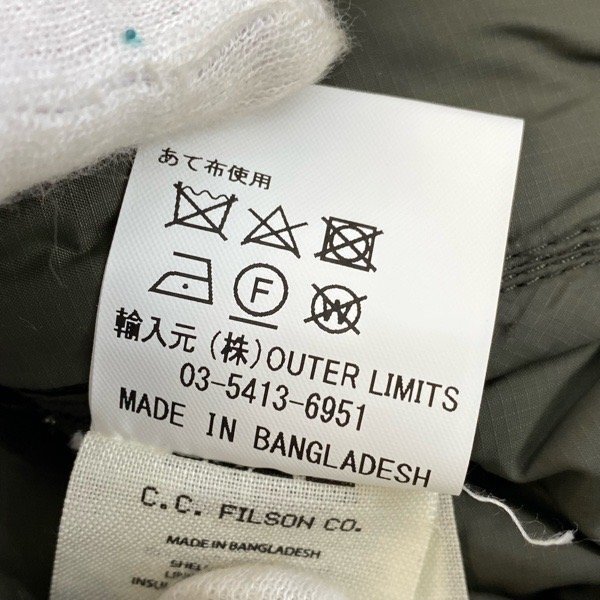 あて布使用
F
W
輸入元 (株)OUTER LIMITS
03-5413-6951
MADE IN BANGLADESH
C.C. FILSON CO.
MADE IN BANGLADESH